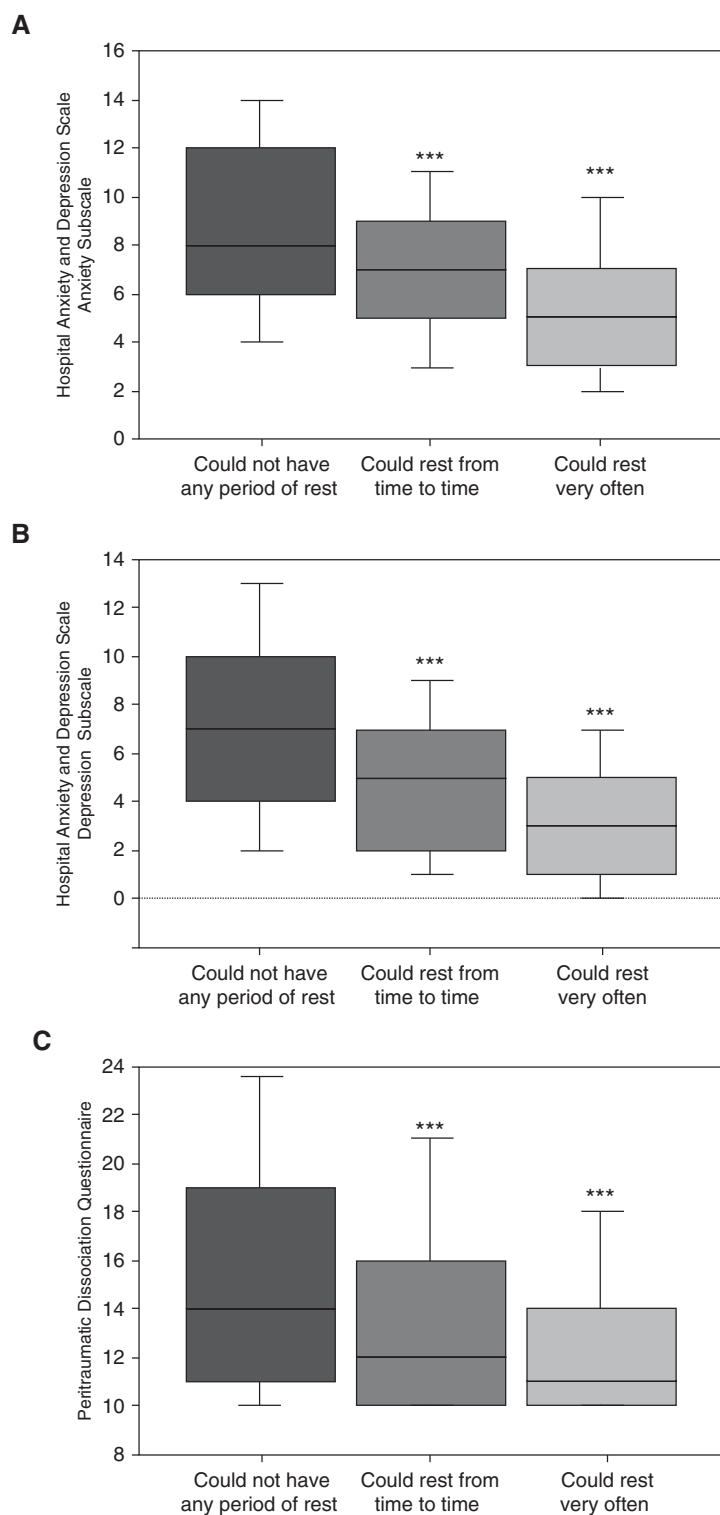 A
Hospital Anxiety and Depression Scale
Anxiety Subscale
16
14
12
10
8
6
4
2
0
***
***
Could not have
any period of rest
Could rest from
time to time
Could rest
very often
B
Hospital Anxiety and Depression Scale
Depression Subscale
14
12
10
8
6
4
2
0
***
***
Could not have
any period of rest
Could rest from
time to time
Could rest
very often
C
Peritraumatic Dissociation Questionnaire
24
22
20
18
16
14
12
10
8
***
***
Could not have
any period of rest
Could rest from
time to time
Could rest
very often